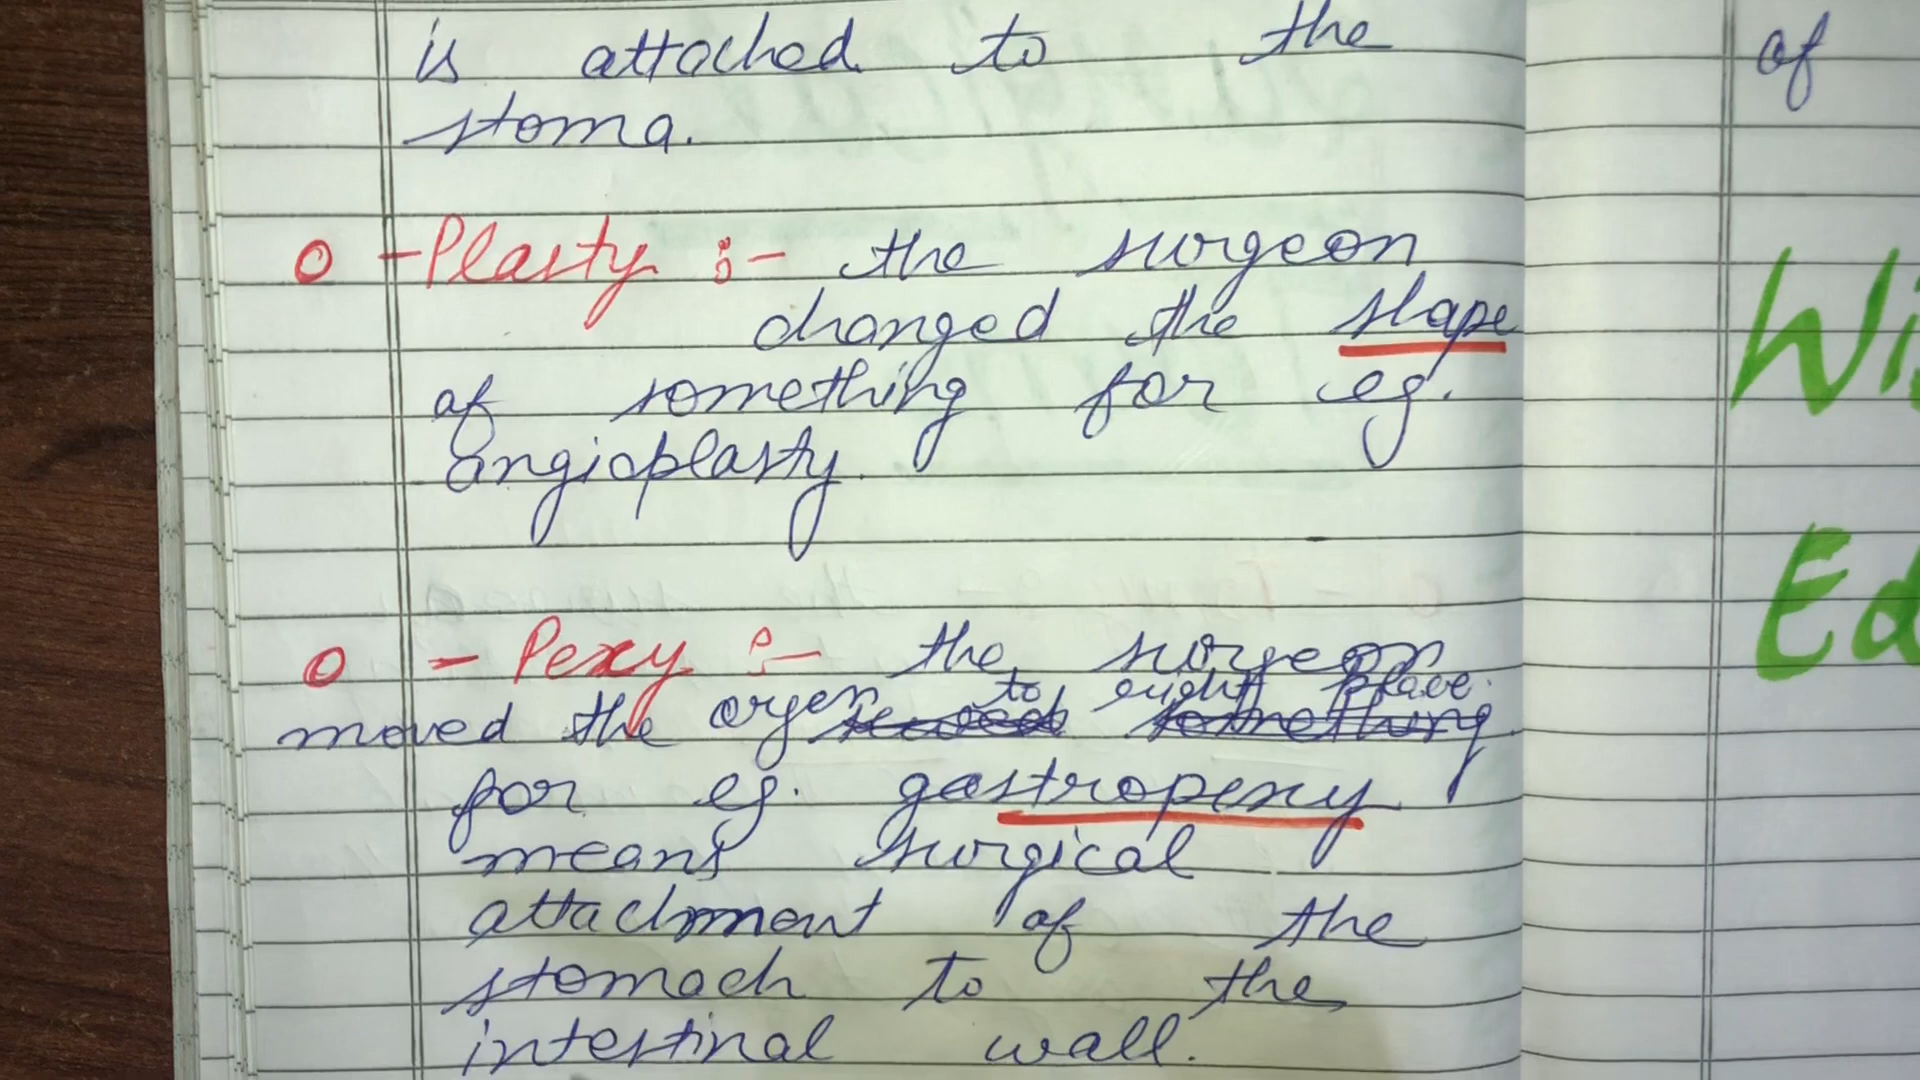 is attached to the
stoma.
o -Plasty :- the surgeon
changed the shape
of something for eg.
angioplasty.
o - Pexy :- the surgeon
to right place.
moved the organ
for eg. gastropexy
means surgical
attachment of the
stomach to the
intestinal wall.
of
Wi
Ed